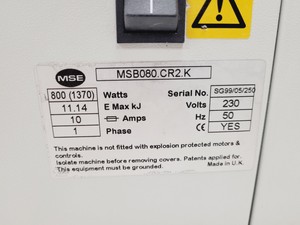 MSE
MSB080.CR2.K
800 (1370) Watts Serial No. SG99/05/250
11.14 E Max kJ Volts 230
10 Amps Hz 50
1 Phase CE YES
This machine is not fitted with explosion protected motors &
controls.
Isolate machine before removing covers. Patents applied for.
This equipment must be grounded. Made in U.K.